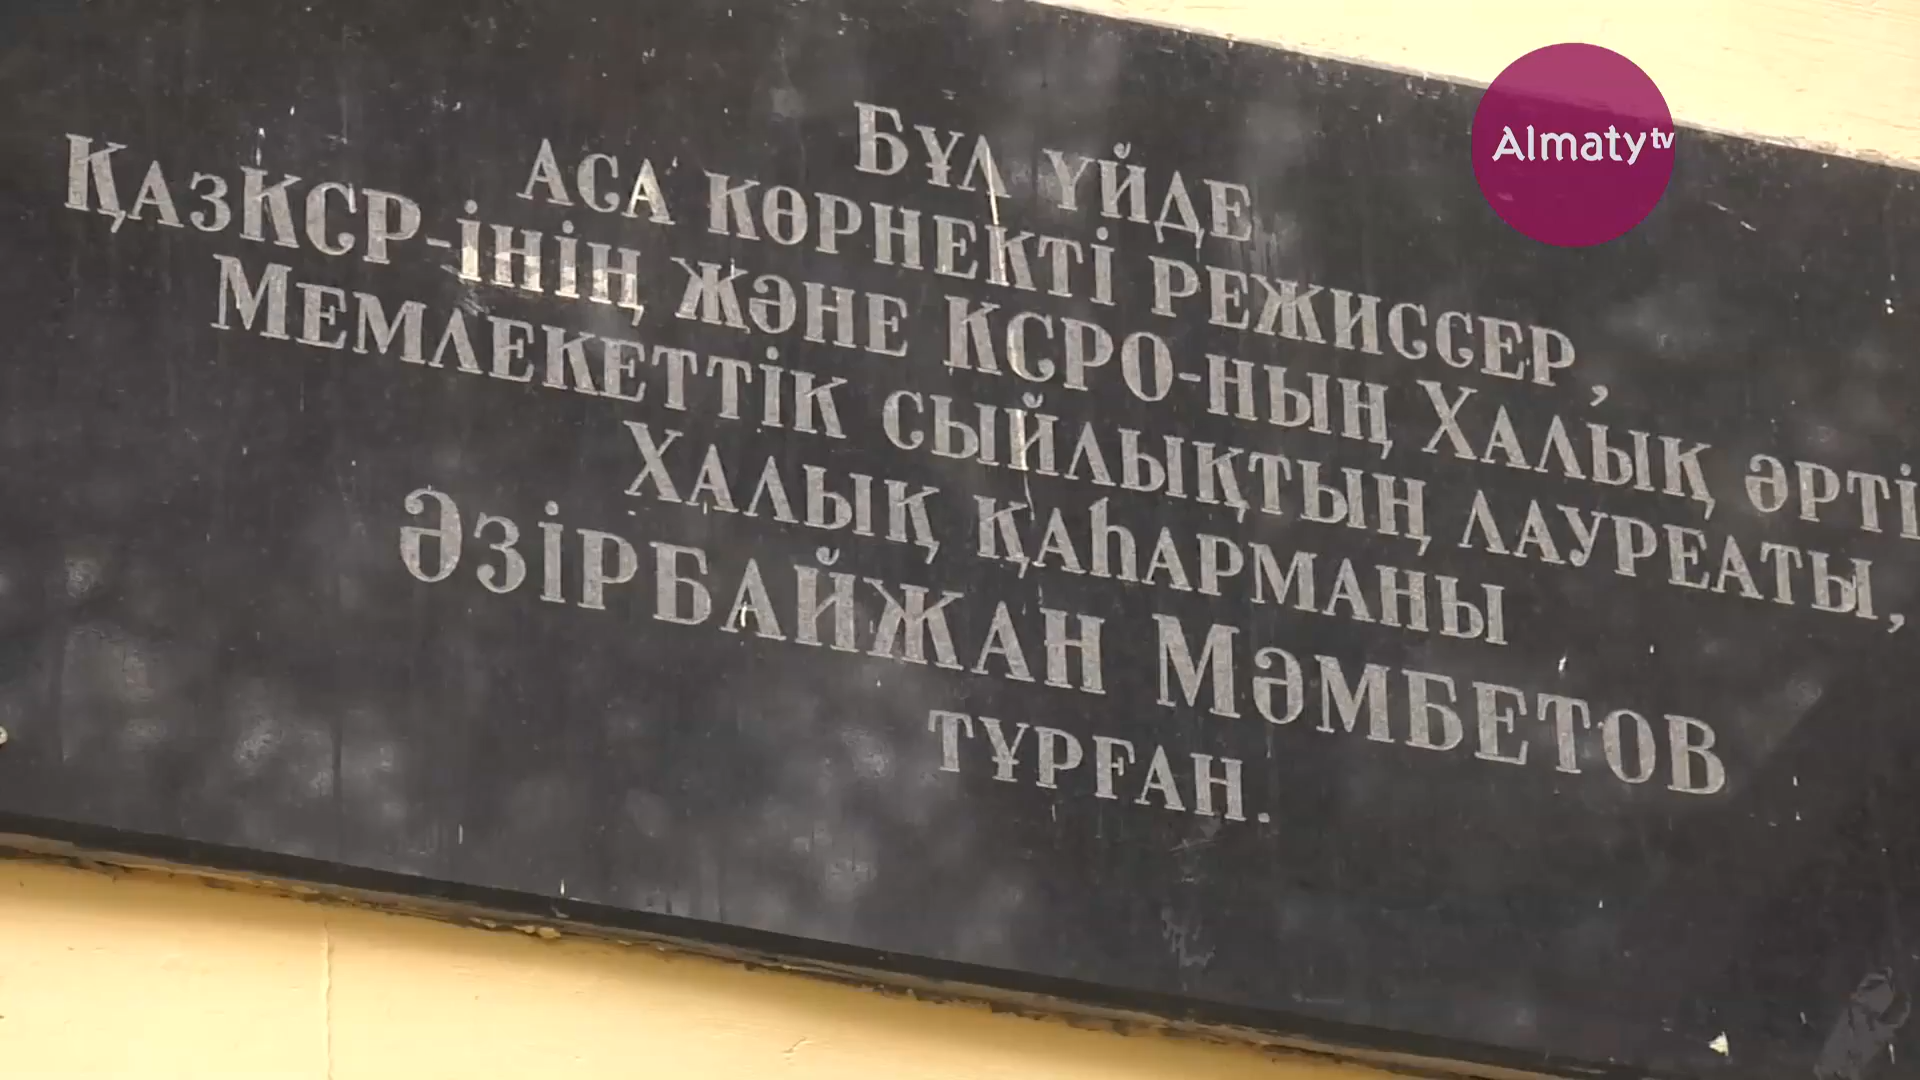 Almaty tv
БҰЛ ҮЙДЕ
АСА КӨРНЕКТІ РЕЖИССЕР,
ҚАЗКСР-ІНІҢ ЖӘНЕ КСРО-НЫҢ ХАЛЫҚ ӘРТІ
МЕМЛЕКЕТТІК СЫЙЛЫҚТЫҢ ЛАУРЕАТЫ,
ХАЛЫҚ ҚАҺАРМАНЫ
ӘЗІРБАЙЖАН МӘМБЕТОВ
ТҰРҒАН.